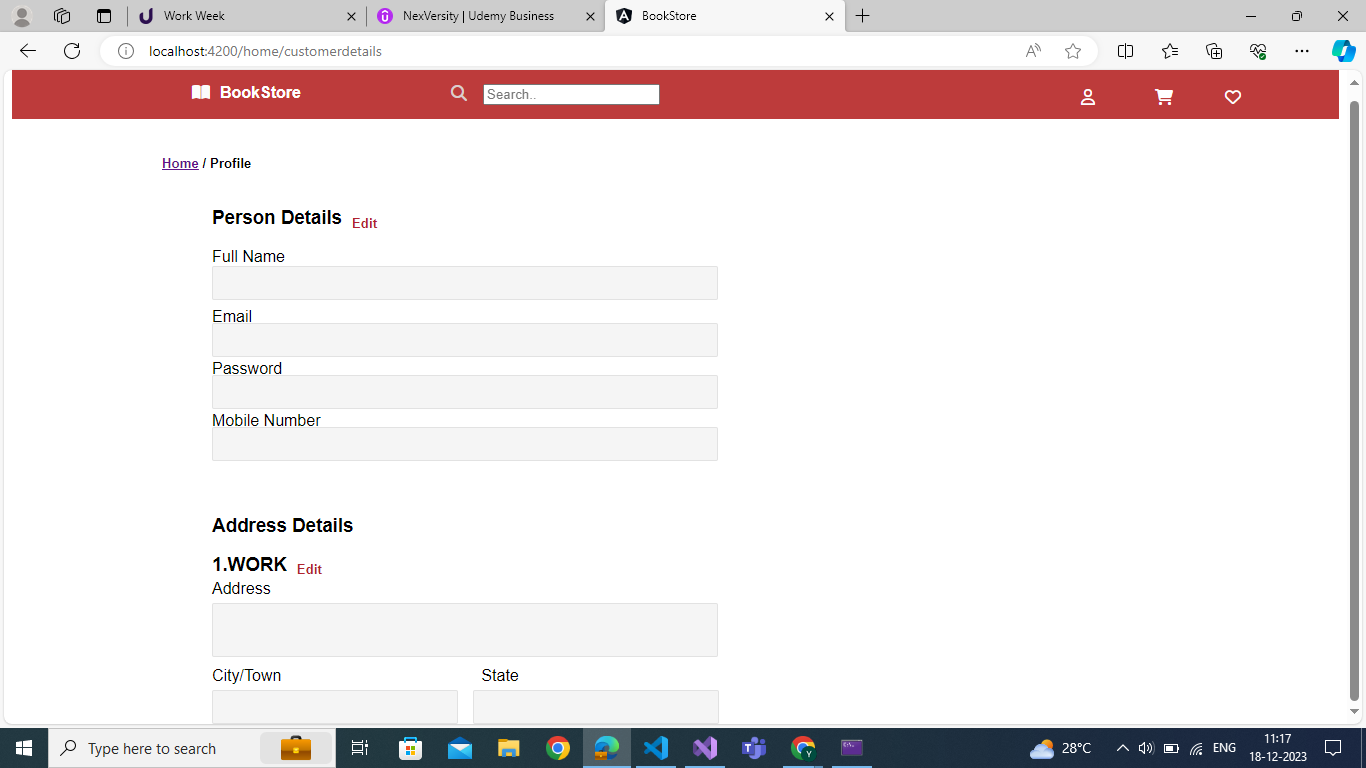 Work Week
NexVersity | Udemy Business
BookStore
localhost:4200/home/customerdetails
BookStore
Search..
Home / Profile
Person Details Edit
Full Name
Email
Password
Mobile Number
Address Details
1.WORK Edit
Address
City/Town State
Type here to search
28°C
ENG
11:17
18-12-2023